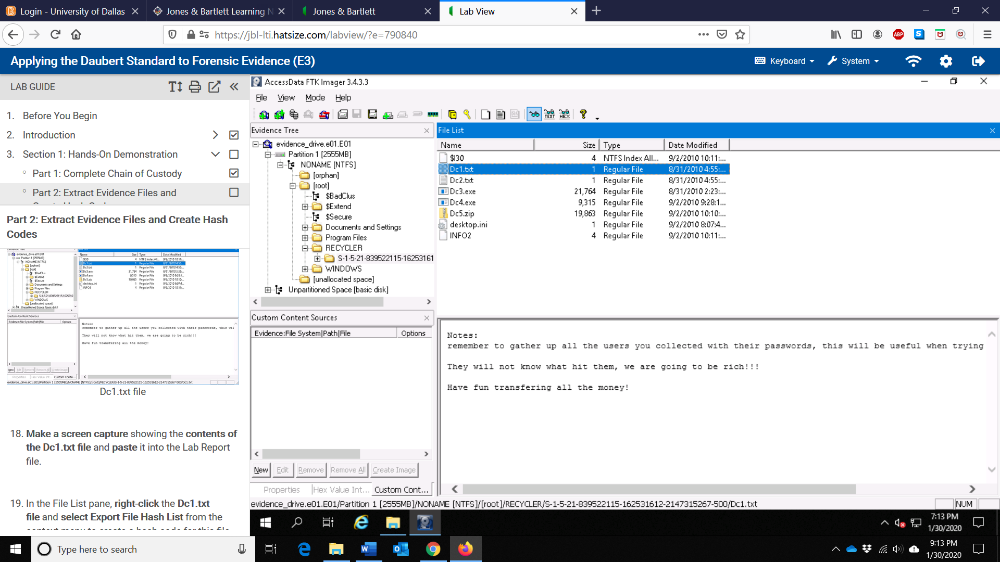 Login - University of Dallas
Jones & Bartlett Learning N
Jones & Bartlett
Lab View
https://jbl-lti.hatsize.com/labview/?e=790840
ABP
S
Applying the Daubert Standard to Forensic Evidence (E3)
Keyboard
System
LAB GUIDE
1. Before You Begin
2. Introduction
3. Section 1: Hands-On Demonstration
Part 1: Complete Chain of Custody
Part 2: Extract Evidence Files and
Part 2: Extract Evidence Files and Create Hash
Codes
Dc1.txt file
18. Make a screen capture showing the contents of
the Dc1.txt file and paste it into the Lab Report
file.
19. In the File List pane, right-click the Dc1.txt
file and select Export File Hash List from the
AccessData FTK Imager 3.4.3.3
File View Mode Help
TEXT HEX
Evidence Tree
evidence_drive.e01.E01
Partition 1 [2555MB]
NONAME [NTFS]
[orphan]
[root]
$BadClus
$Extend
$Secure
Documents and Settings
Program Files
RECYCLER
S-1-5-21-839522115-16253161
WINDOWS
[unallocated space]
Unpartitioned Space [basic disk]
Custom Content Sources
Evidence:File System|Path|File Options
New Edit Remove Remove All Create Image
Properties Hex Value Int... Custom Cont...
File List
Name Size Type Date Modified
$I30 4 NTFS Index All... 9/2/2010 10:11:...
Dc1.txt 1 Regular File 8/31/2010 4:55:...
Dc2.txt 1 Regular File 8/31/2010 4:55:...
Dc3.exe 21,764 Regular File 8/31/2010 2:23:...
Dc4.exe 9,315 Regular File 9/2/2010 9:28:1...
Dc5.zip 19,863 Regular File 9/2/2010 10:10:...
desktop.ini 1 Regular File 9/2/2010 8:07:4...
INFO2 4 Regular File 9/2/2010 10:11:...
Notes:
remember to gather up all the users you collected with their passwords, this will be useful when trying
They will not know what hit them, we are going to be rich!!!
Have fun transfering all the money!
evidence_drive.e01.E01/Partition 1 [2555MB]/NONAME [NTFS]/[root]/RECYCLER/S-1-5-21-839522115-162531612-2147315267-500/Dc1.txt
NUM
7:13 PM
1/30/2020
Type here to search
9:13 PM
1/30/2020